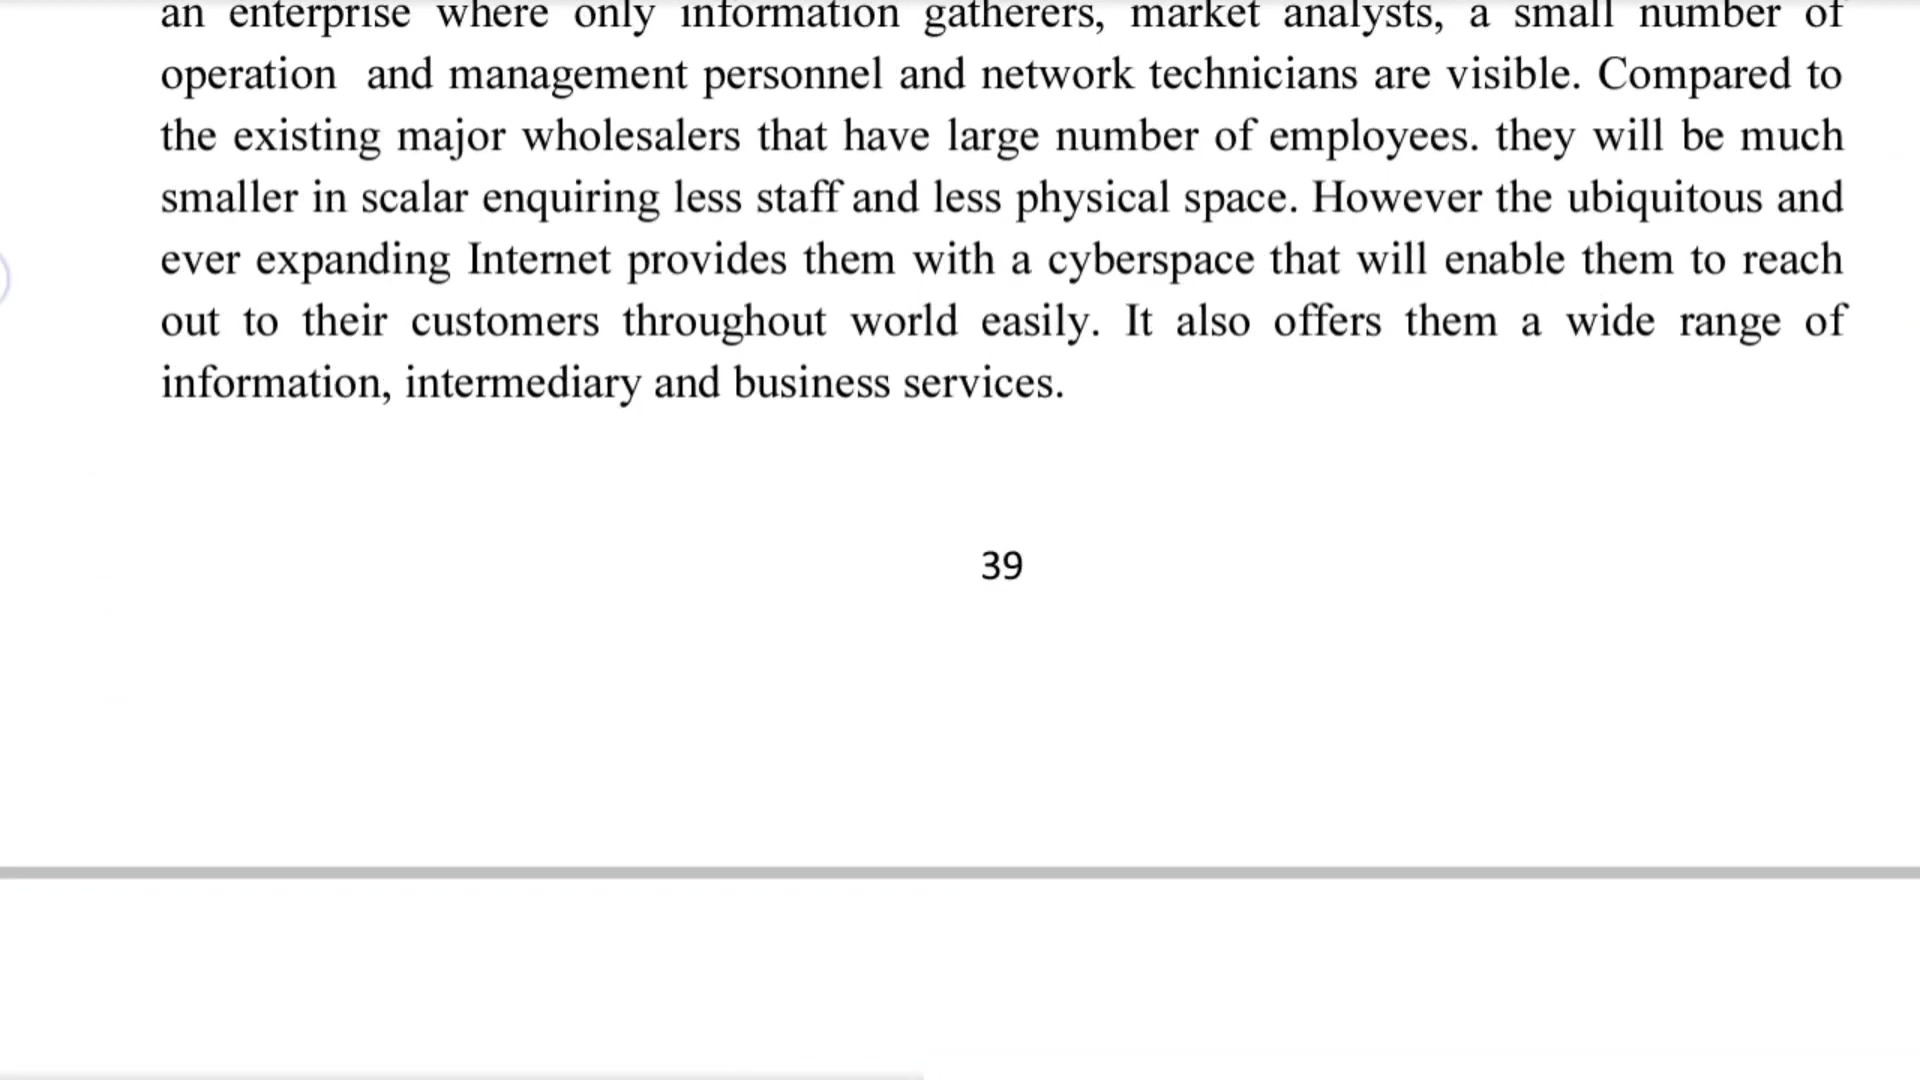 an enterprise where only information gatherers, market analysts, a small number of
operation and management personnel and network technicians are visible. Compared to
the existing major wholesalers that have large number of employees. they will be much
smaller in scalar enquiring less staff and less physical space. However the ubiquitous and
ever expanding Internet provides them with a cyberspace that will enable them to reach
out to their customers throughout world easily. It also offers them a wide range of
information, intermediary and business services.
39